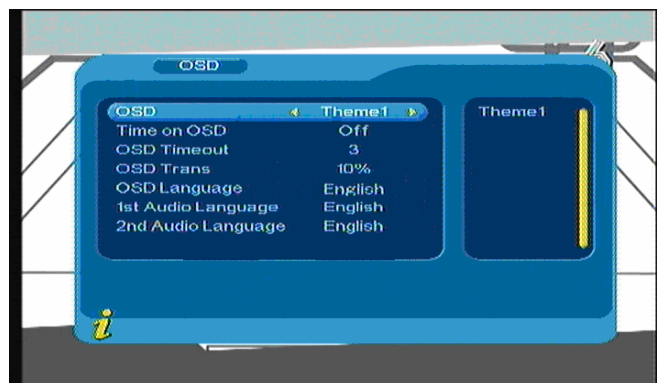 OSD
OSD Theme1
Time on OSD Off
OSD Timeout 3
OSD Trans 10%
OSD Language English
1st Audio Language English
2nd Audio Language English
Theme1
i